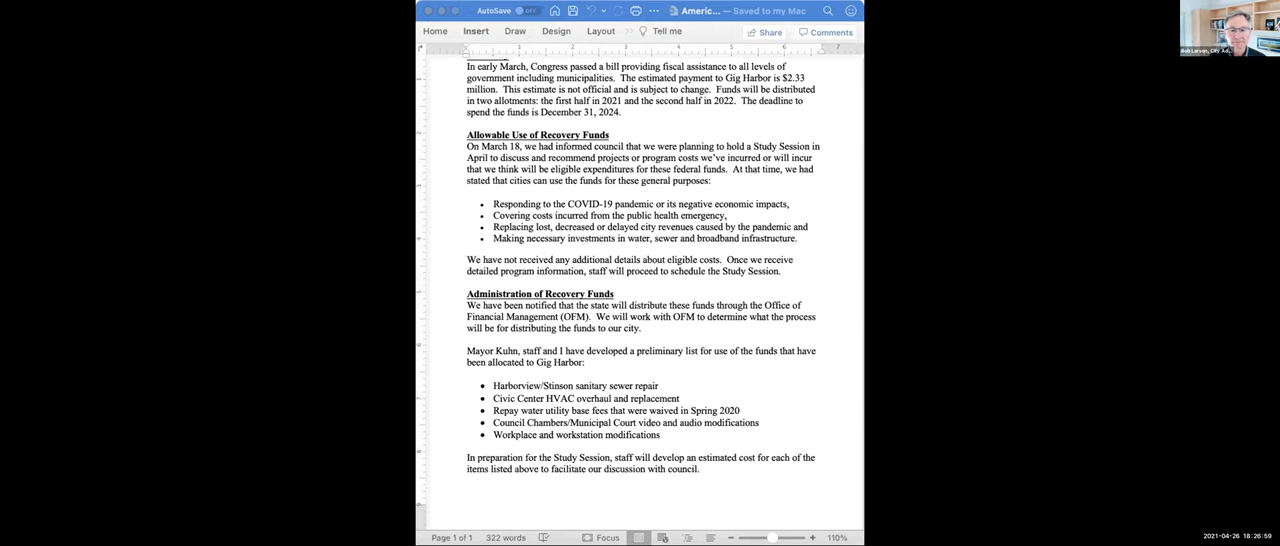 AutoSave OFF Americ... — Saved to my Mac
Home Insert Draw Design Layout Tell me Share Comments
1 2 3 4 5 6 7
In early March, Congress passed a bill providing fiscal assistance to all levels of
government including municipalities. The estimated payment to Gig Harbor is $2.33
million. This estimate is not official and is subject to change. Funds will be distributed
in two allotments: the first half in 2021 and the second half in 2022. The deadline to
spend the funds is December 31, 2024.
Allowable Use of Recovery Funds
On March 18, we had informed council that we were planning to hold a Study Session in
April to discuss and recommend projects or program costs we've incurred or will incur
that we think will be eligible expenditures for these federal funds. At that time, we had
stated that cities can use the funds for these general purposes:
• Responding to the COVID-19 pandemic or its negative economic impacts,
• Covering costs incurred from the public health emergency,
• Replacing lost, decreased or delayed city revenues caused by the pandemic and
• Making necessary investments in water, sewer and broadband infrastructure.
We have not received any additional details about eligible costs. Once we receive
detailed program information, staff will proceed to schedule the Study Session.
Administration of Recovery Funds
We have been notified that the state will distribute these funds through the Office of
Financial Management (OFM). We will work with OFM to determine what the process
will be for distributing the funds to our city.
Mayor Kuhn, staff and I have developed a preliminary list for use of the funds that have
been allocated to Gig Harbor:
• Harborview/Stinson sanitary sewer repair
• Civic Center HVAC overhaul and replacement
• Repay water utility base fees that were waived in Spring 2020
• Council Chambers/Municipal Court video and audio modifications
• Workplace and workstation modifications
In preparation for the Study Session, staff will develop an estimated cost for each of the
items listed above to facilitate our discussion with council.
Page 1 of 1 322 words Focus 110%
Bob Larson, City Ad...
2021-04-26 18:26:59